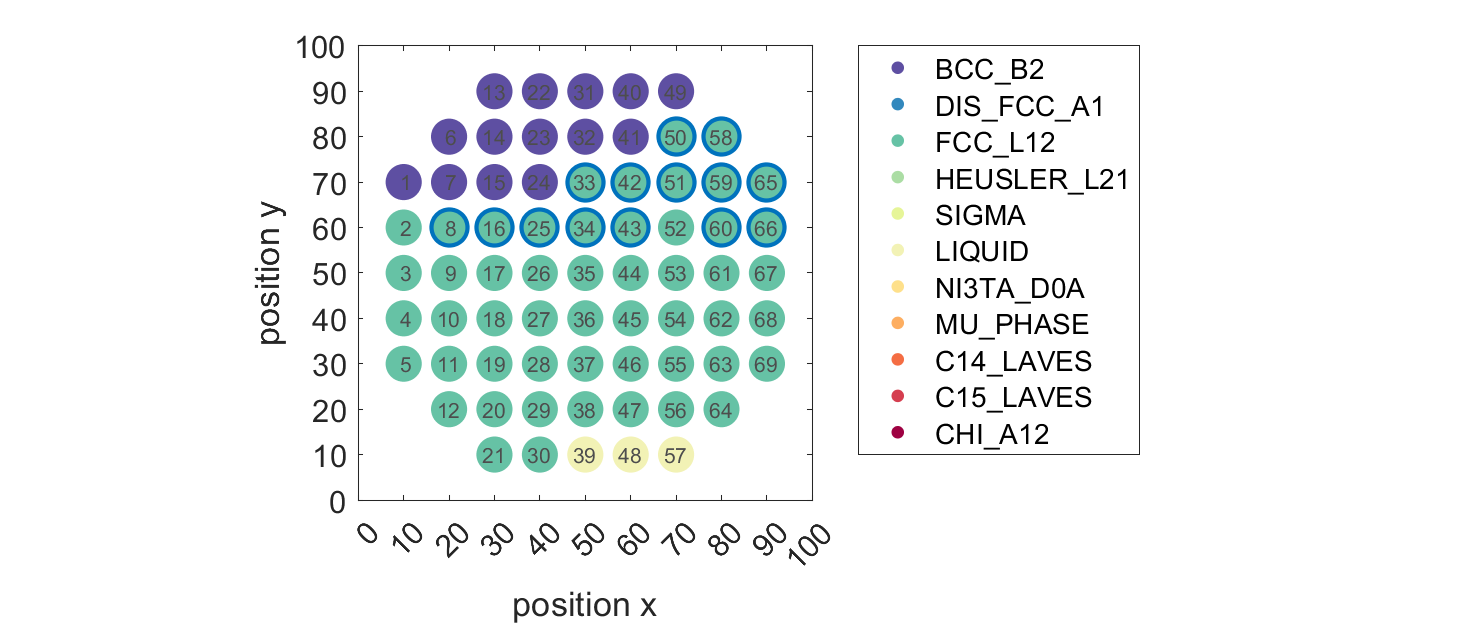 100
90
80
70
60
50
40
30
20
10
0
position y
13 22 31 40 49
6 14 23 32 41 50 58
1 7 15 24 33 42 51 59 65
2 8 16 25 34 43 52 60 66
3 9 17 26 35 44 53 61 67
4 10 18 27 36 45 54 62 68
5 11 19 28 37 46 55 63 69
12 20 29 38 47 56 64
21 30 39 48 57
0 10 20 30 40 50 60 70 80 90 100
position x
BCC_B2
DIS_FCC_A1
FCC_L12
HEUSLER_L21
SIGMA
LIQUID
NI3TA_D0A
MU_PHASE
C14_LAVES
C15_LAVES
CHI_A12